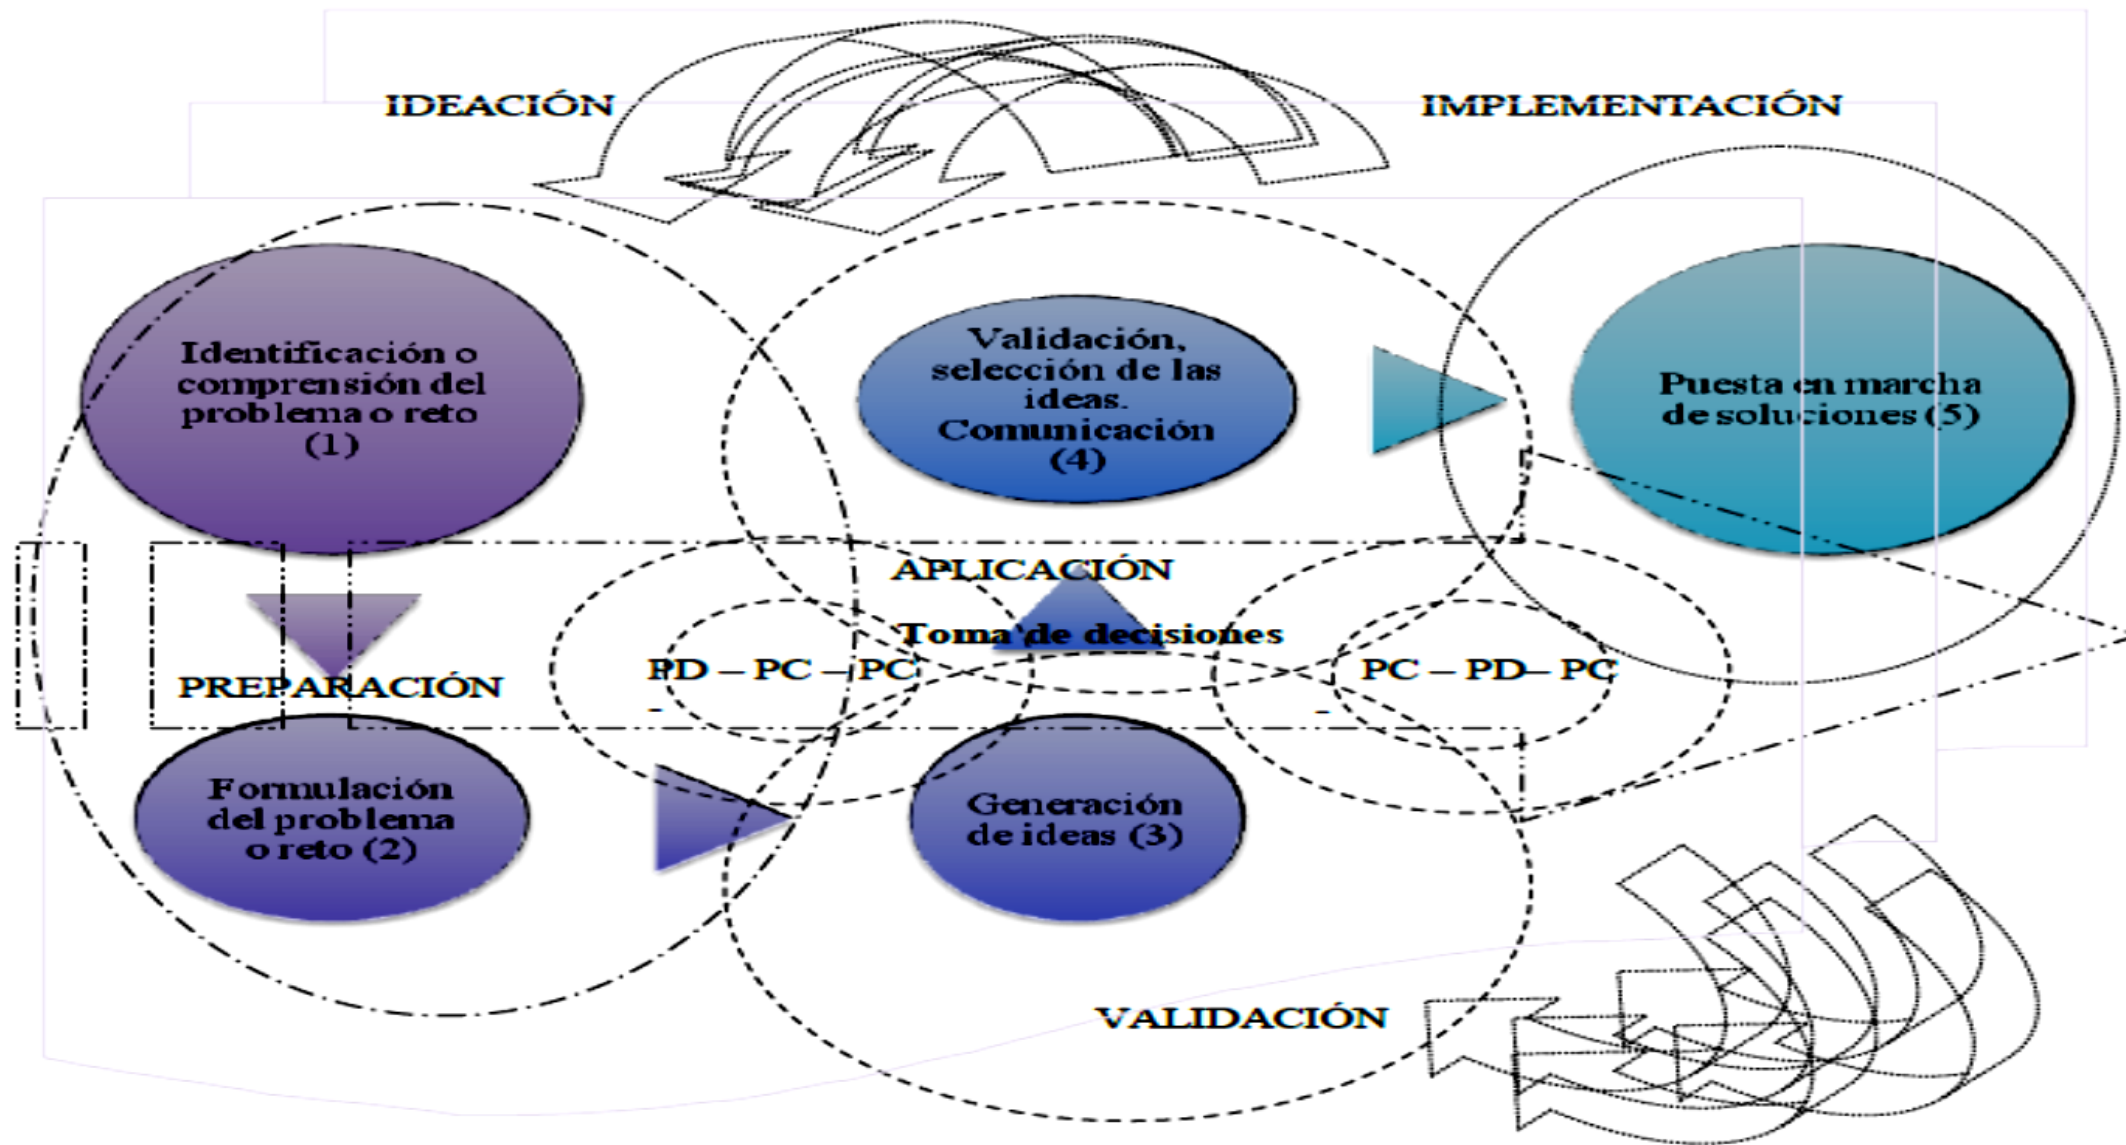 IDEACIÓN
IMPLEMENTACIÓN
Identificación o
comprensión del
problema o reto
(1)
Validación,
selección de las
ideas.
Comunicación
(4)
Puesta en marcha
de soluciones (5)
APLICACIÓN
Toma de decisiones
PREPARACIÓN
PD – PC – PC
-
PC – PD– PC
-
Formulación
del problema
o reto (2)
Generación
de ideas (3)
VALIDACIÓN